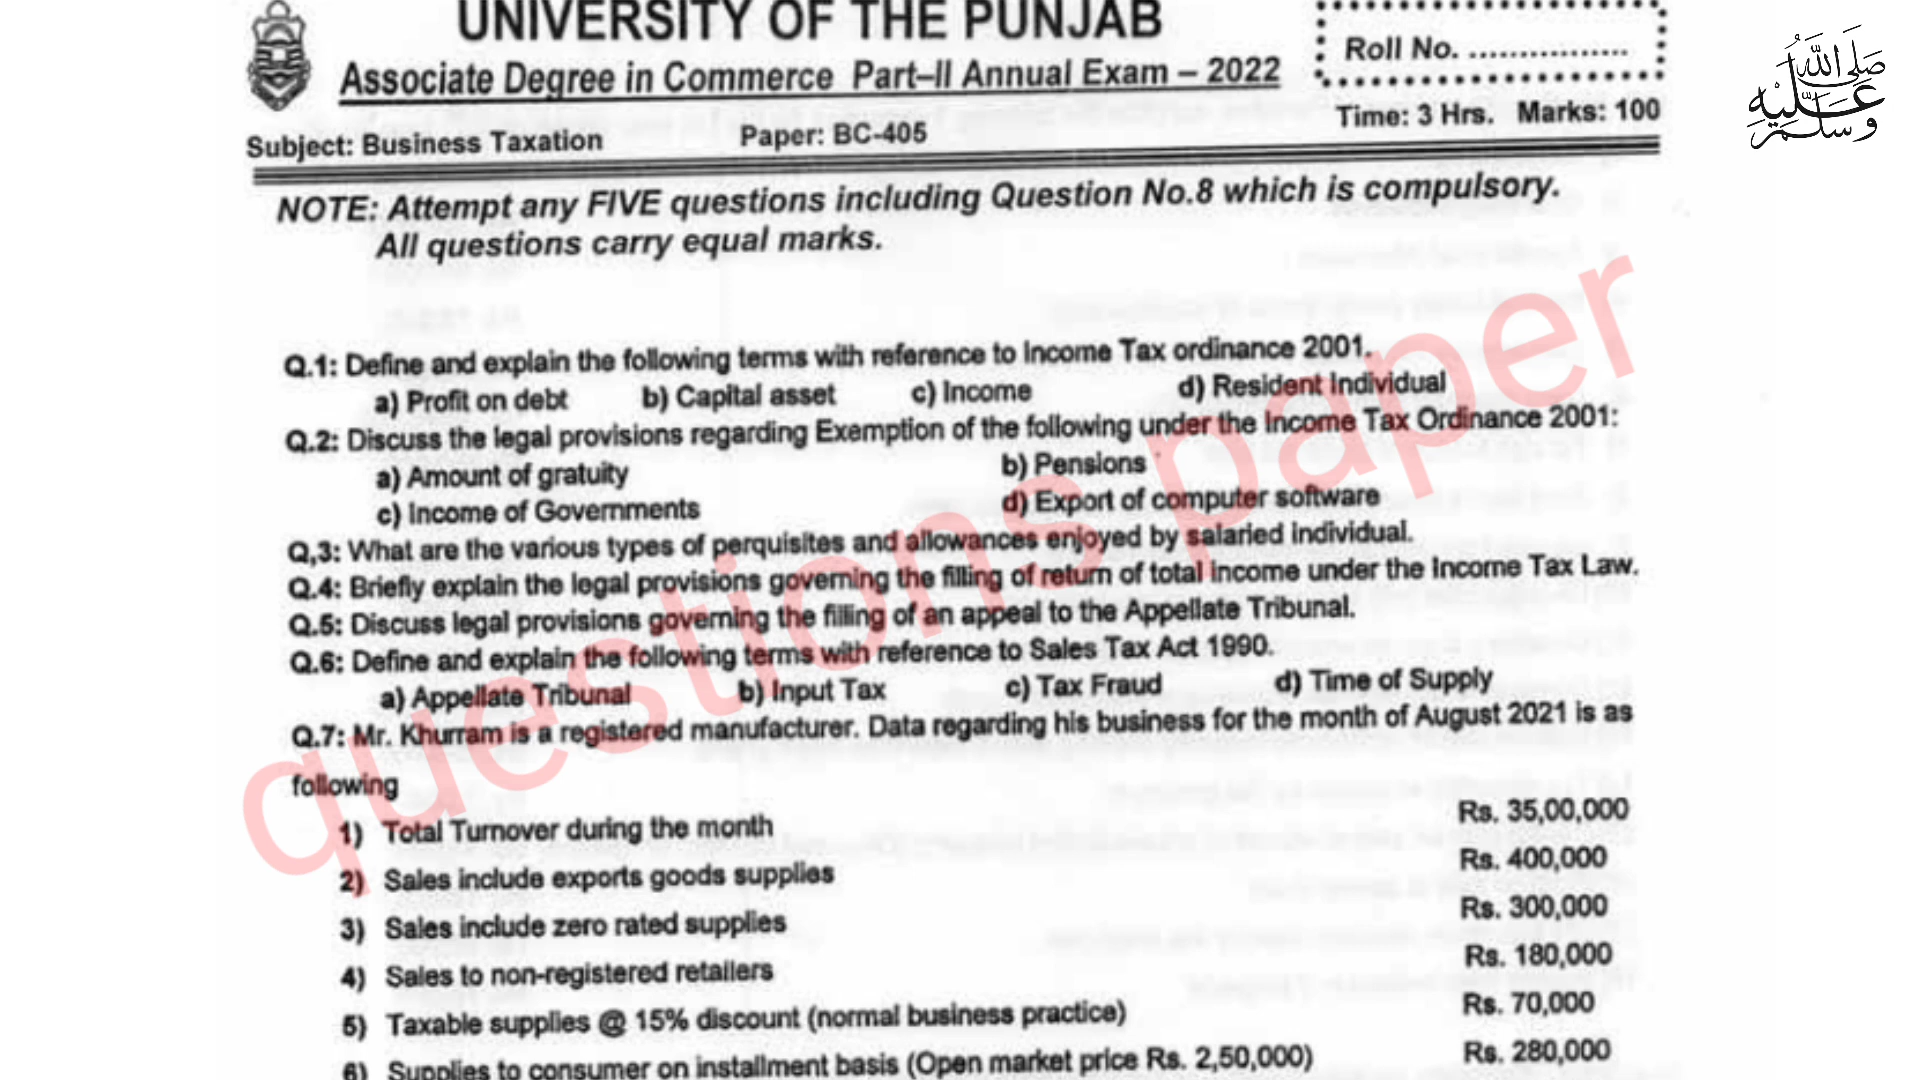 UNIVERSITY OF THE PUNJAB
Associate Degree in Commerce Part–II Annual Exam – 2022
Roll No. ................
Subject: Business Taxation Paper: BC-405 Time: 3 Hrs. Marks: 100
صلى الله عليه وسلم
NOTE: Attempt any FIVE questions including Question No.8 which is compulsory.
All questions carry equal marks.
Q.1: Define and explain the following terms with reference to Income Tax ordinance 2001.
a) Profit on debt b) Capital asset c) Income d) Resident Individual
Q.2: Discuss the legal provisions regarding Exemption of the following under the Income Tax Ordinance 2001:
a) Amount of gratuity b) Pensions
c) Income of Governments d) Export of computer software
Q,3: What are the various types of perquisites and allowances enjoyed by salaried individual.
Q.4: Briefly explain the legal provisions governing the filling of return of total income under the Income Tax Law.
Q.5: Discuss legal provisions governing the filling of an appeal to the Appellate Tribunal.
Q.6: Define and explain the following terms with reference to Sales Tax Act 1990.
a) Appellate Tribunal b) Input Tax c) Tax Fraud d) Time of Supply
Q.7: Mr. Khurram is a registered manufacturer. Data regarding his business for the month of August 2021 is as
following
1) Total Turnover during the month Rs. 35,00,000
2) Sales include exports goods supplies Rs. 400,000
3) Sales include zero rated supplies Rs. 300,000
4) Sales to non-registered retailers Rs. 180,000
5) Taxable supplies @ 15% discount (normal business practice) Rs. 70,000
6) Supplies to consumer on installment basis (Open market price Rs. 2,50,000) Rs. 280,000
questions paper